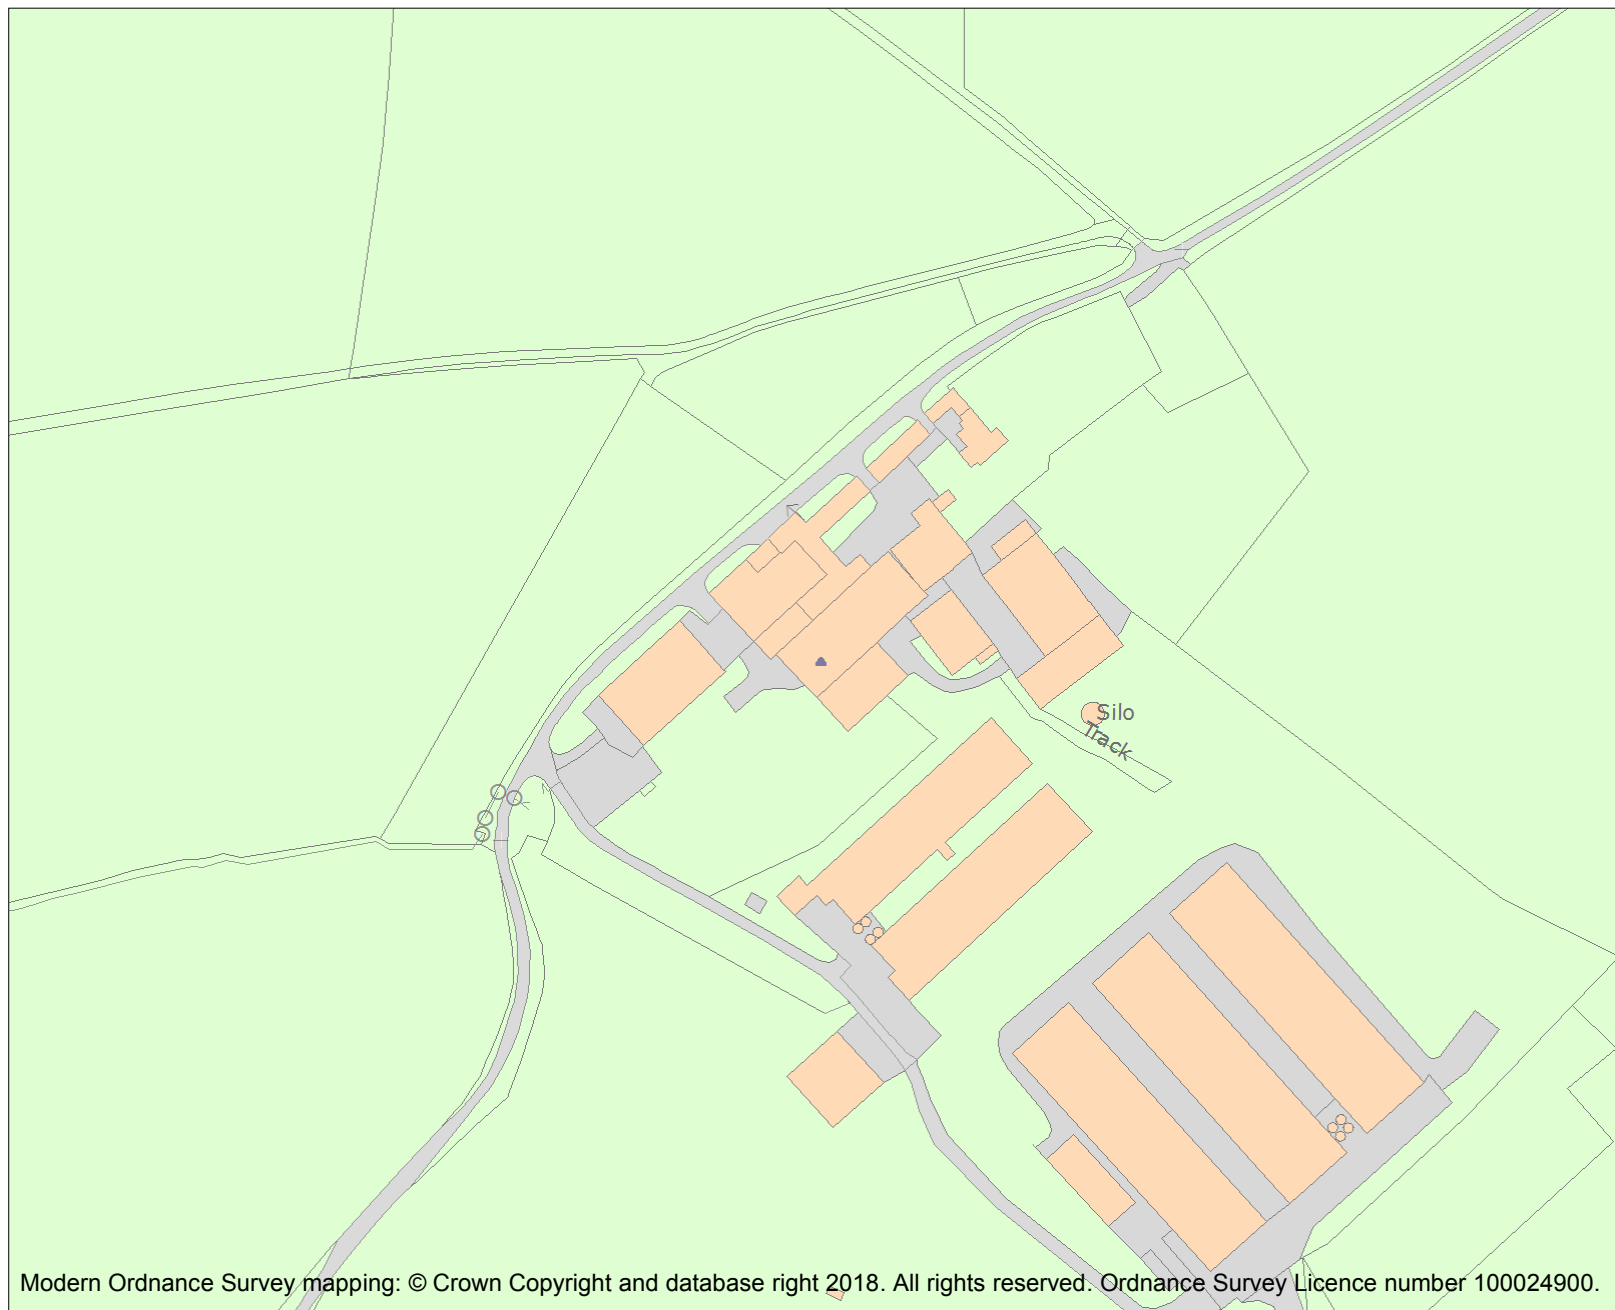 Silo
Track
Modern Ordnance Survey mapping: © Crown Copyright and database right 2018. All rights reserved. Ordnance Survey Licence number 100024900.